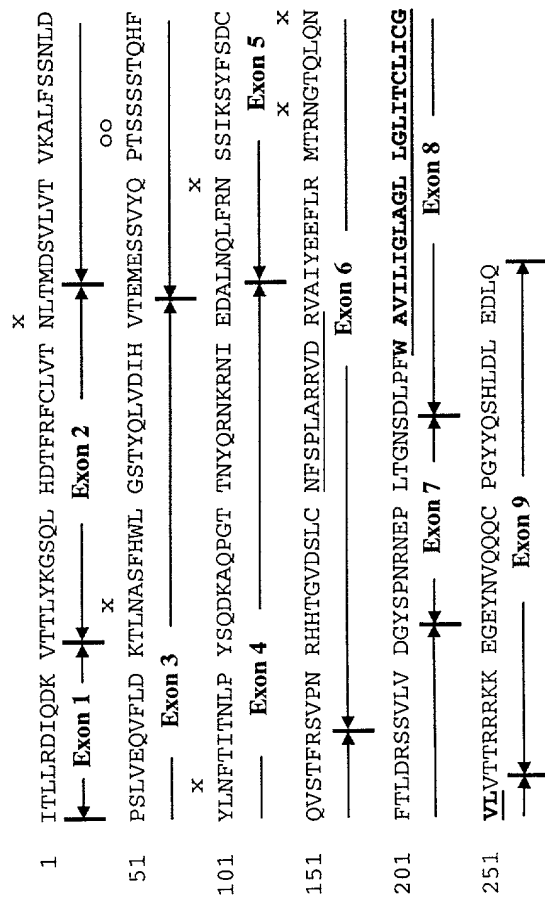 x
1 ITLLRDIQDK VTTLYKGSQL HDTFRFCLVT NLTMDSVLVT VKALFSSNLD
Exon 1 Exon 2
x oo
51 PSLVEQVFLD KTLNASFHWL GSTYQLVDIH VTEMESSVYQ PTSSSSTQHF
Exon 3
x x
101 YLNFTITNLP YSQDKAQPGT TNYQRNKRNI EDALNQLFRN SSIKSYFSDC
Exon 4 Exon 5
x x
151 QVSTFRSVPN RHHTGVDSLC NFSPLARRVD RVAIYEEFLR MTRNGTQLQN
Exon 6
201 FTLDRSSVLV DGYSPNRNEP LTGNSDLPFW AVILIGLAGL LGLITCLICG
Exon 7 Exon 8
251 VLVTTRRRKK EGEYNVQQQC PGYYQSHLDL EDLQ
Exon 9